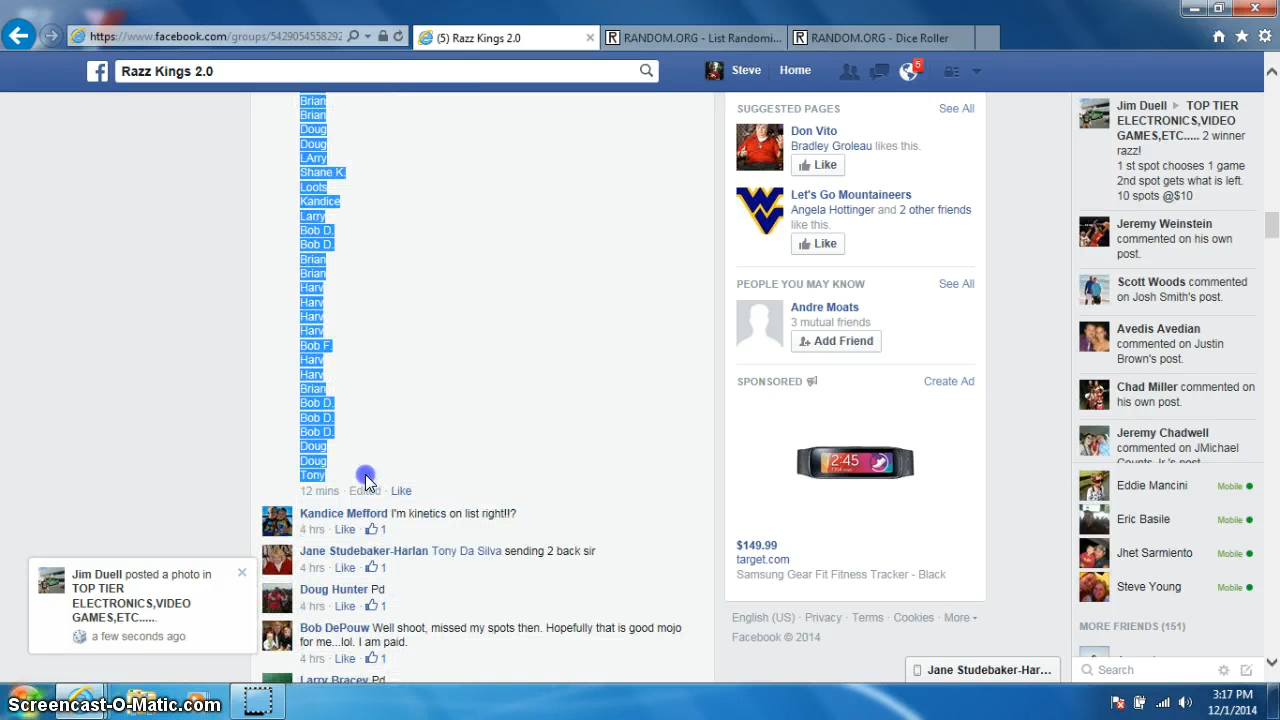 https://www.facebook.com/groups/5429054558292
(5) Razz Kings 2.0
RANDOM.ORG - List Randomi...
RANDOM.ORG - Dice Roller
Razz Kings 2.0
Steve
Home
5
Brian
Brian
Doug
Doug
LArry
Shane K.
Loots
Kandice
Larry
Bob D.
Bob D.
Brian
Brian
Harv
Harv
Harv
Harv
Bob F.
Harv
Harv
Brian
Bob D.
Bob D.
Bob D.
Doug
Doug
Tony
12 mins · Edited · Like
Kandice Mefford I'm kinetics on list right!!?
4 hrs · Like · 1
Jane Studebaker-Harlan Tony Da Silva sending 2 back sir
4 hrs · Like · 1
Doug Hunter Pd
4 hrs · Like · 1
Bob DePouw Well shoot, missed my spots then. Hopefully that is good mojo
for me...lol. I am paid.
4 hrs · Like · 1
Larry Bracey Pd
Jim Duell posted a photo in
TOP TIER
ELECTRONICS,VIDEO
GAMES,ETC.....
a few seconds ago
SUGGESTED PAGES
See All
Don Vito
Bradley Groleau likes this.
Like
Let's Go Mountaineers
Angela Hottinger and 2 other friends
like this.
Like
PEOPLE YOU MAY KNOW
See All
Andre Moats
3 mutual friends
Add Friend
SPONSORED
Create Ad
2:45
$149.99
target.com
Samsung Gear Fit Fitness Tracker - Black
English (US) · Privacy · Terms · Cookies · More
Facebook © 2014
Jane Studebaker-Har...
Jim Duell TOP TIER
ELECTRONICS,VIDEO
GAMES,ETC..... 2 winner
razz!
1 st spot chooses 1 game
2nd spot gets what is left.
10 spots @$10
Jeremy Weinstein
commented on his own
post.
Scott Woods commented
on Josh Smith's post.
Avedis Avedian
commented on Justin
Brown's post.
Chad Miller commented on
his own post.
Jeremy Chadwell
commented on JMichael
Counts Jr.'s post.
Eddie Mancini Mobile
Eric Basile Mobile
Jhet Sarmiento Mobile
Steve Young Mobile
MORE FRIENDS (151)
Search
Screencast-O-Matic.com
3:17 PM
12/1/2014